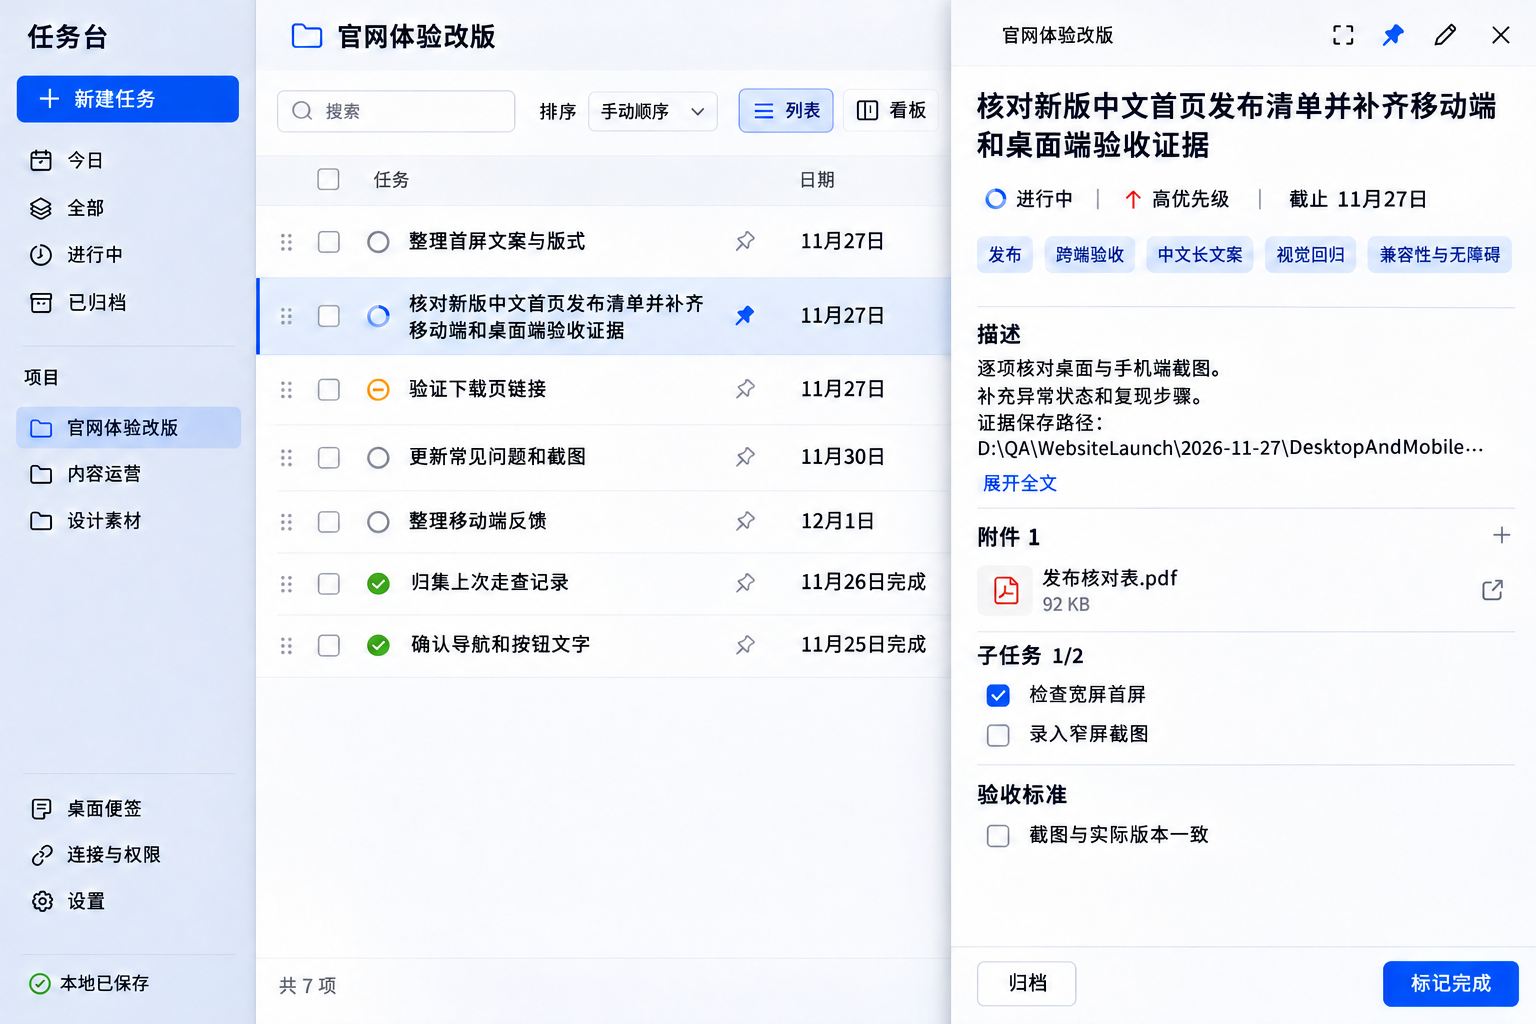 任务台
新建任务
今日
全部
进行中
已归档
项目
官网体验改版
内容运营
设计素材
桌面便签
连接与权限
设置
本地已保存
官网体验改版
搜索
排序
手动顺序
列表
看板
任务
日期
整理首屏文案与版式
11月27日
核对新版中文首页发布清单并补齐
移动端和桌面端验收证据
11月27日
验证下载页链接
11月27日
更新常见问题和截图
11月30日
整理移动端反馈
12月1日
归集上次走查记录
11月26日完成
确认导航和按钮文字
11月25日完成
共 7 项
官网体验改版
核对新版中文首页发布清单并补齐移动端
和桌面端验收证据
进行中
高优先级
截止 11月27日
发布
跨端验收
中文长文案
视觉回归
兼容性与无障碍
描述
逐项核对桌面与手机端截图。
补充异常状态和复现步骤。
证据保存路径：
D:\QA\WebsiteLaunch\2026-11-27\DesktopAndMobile…
展开全文
附件 1
发布核对表.pdf
92 KB
子任务 1/2
检查宽屏首屏
录入窄屏截图
验收标准
截图与实际版本一致
归档
标记完成